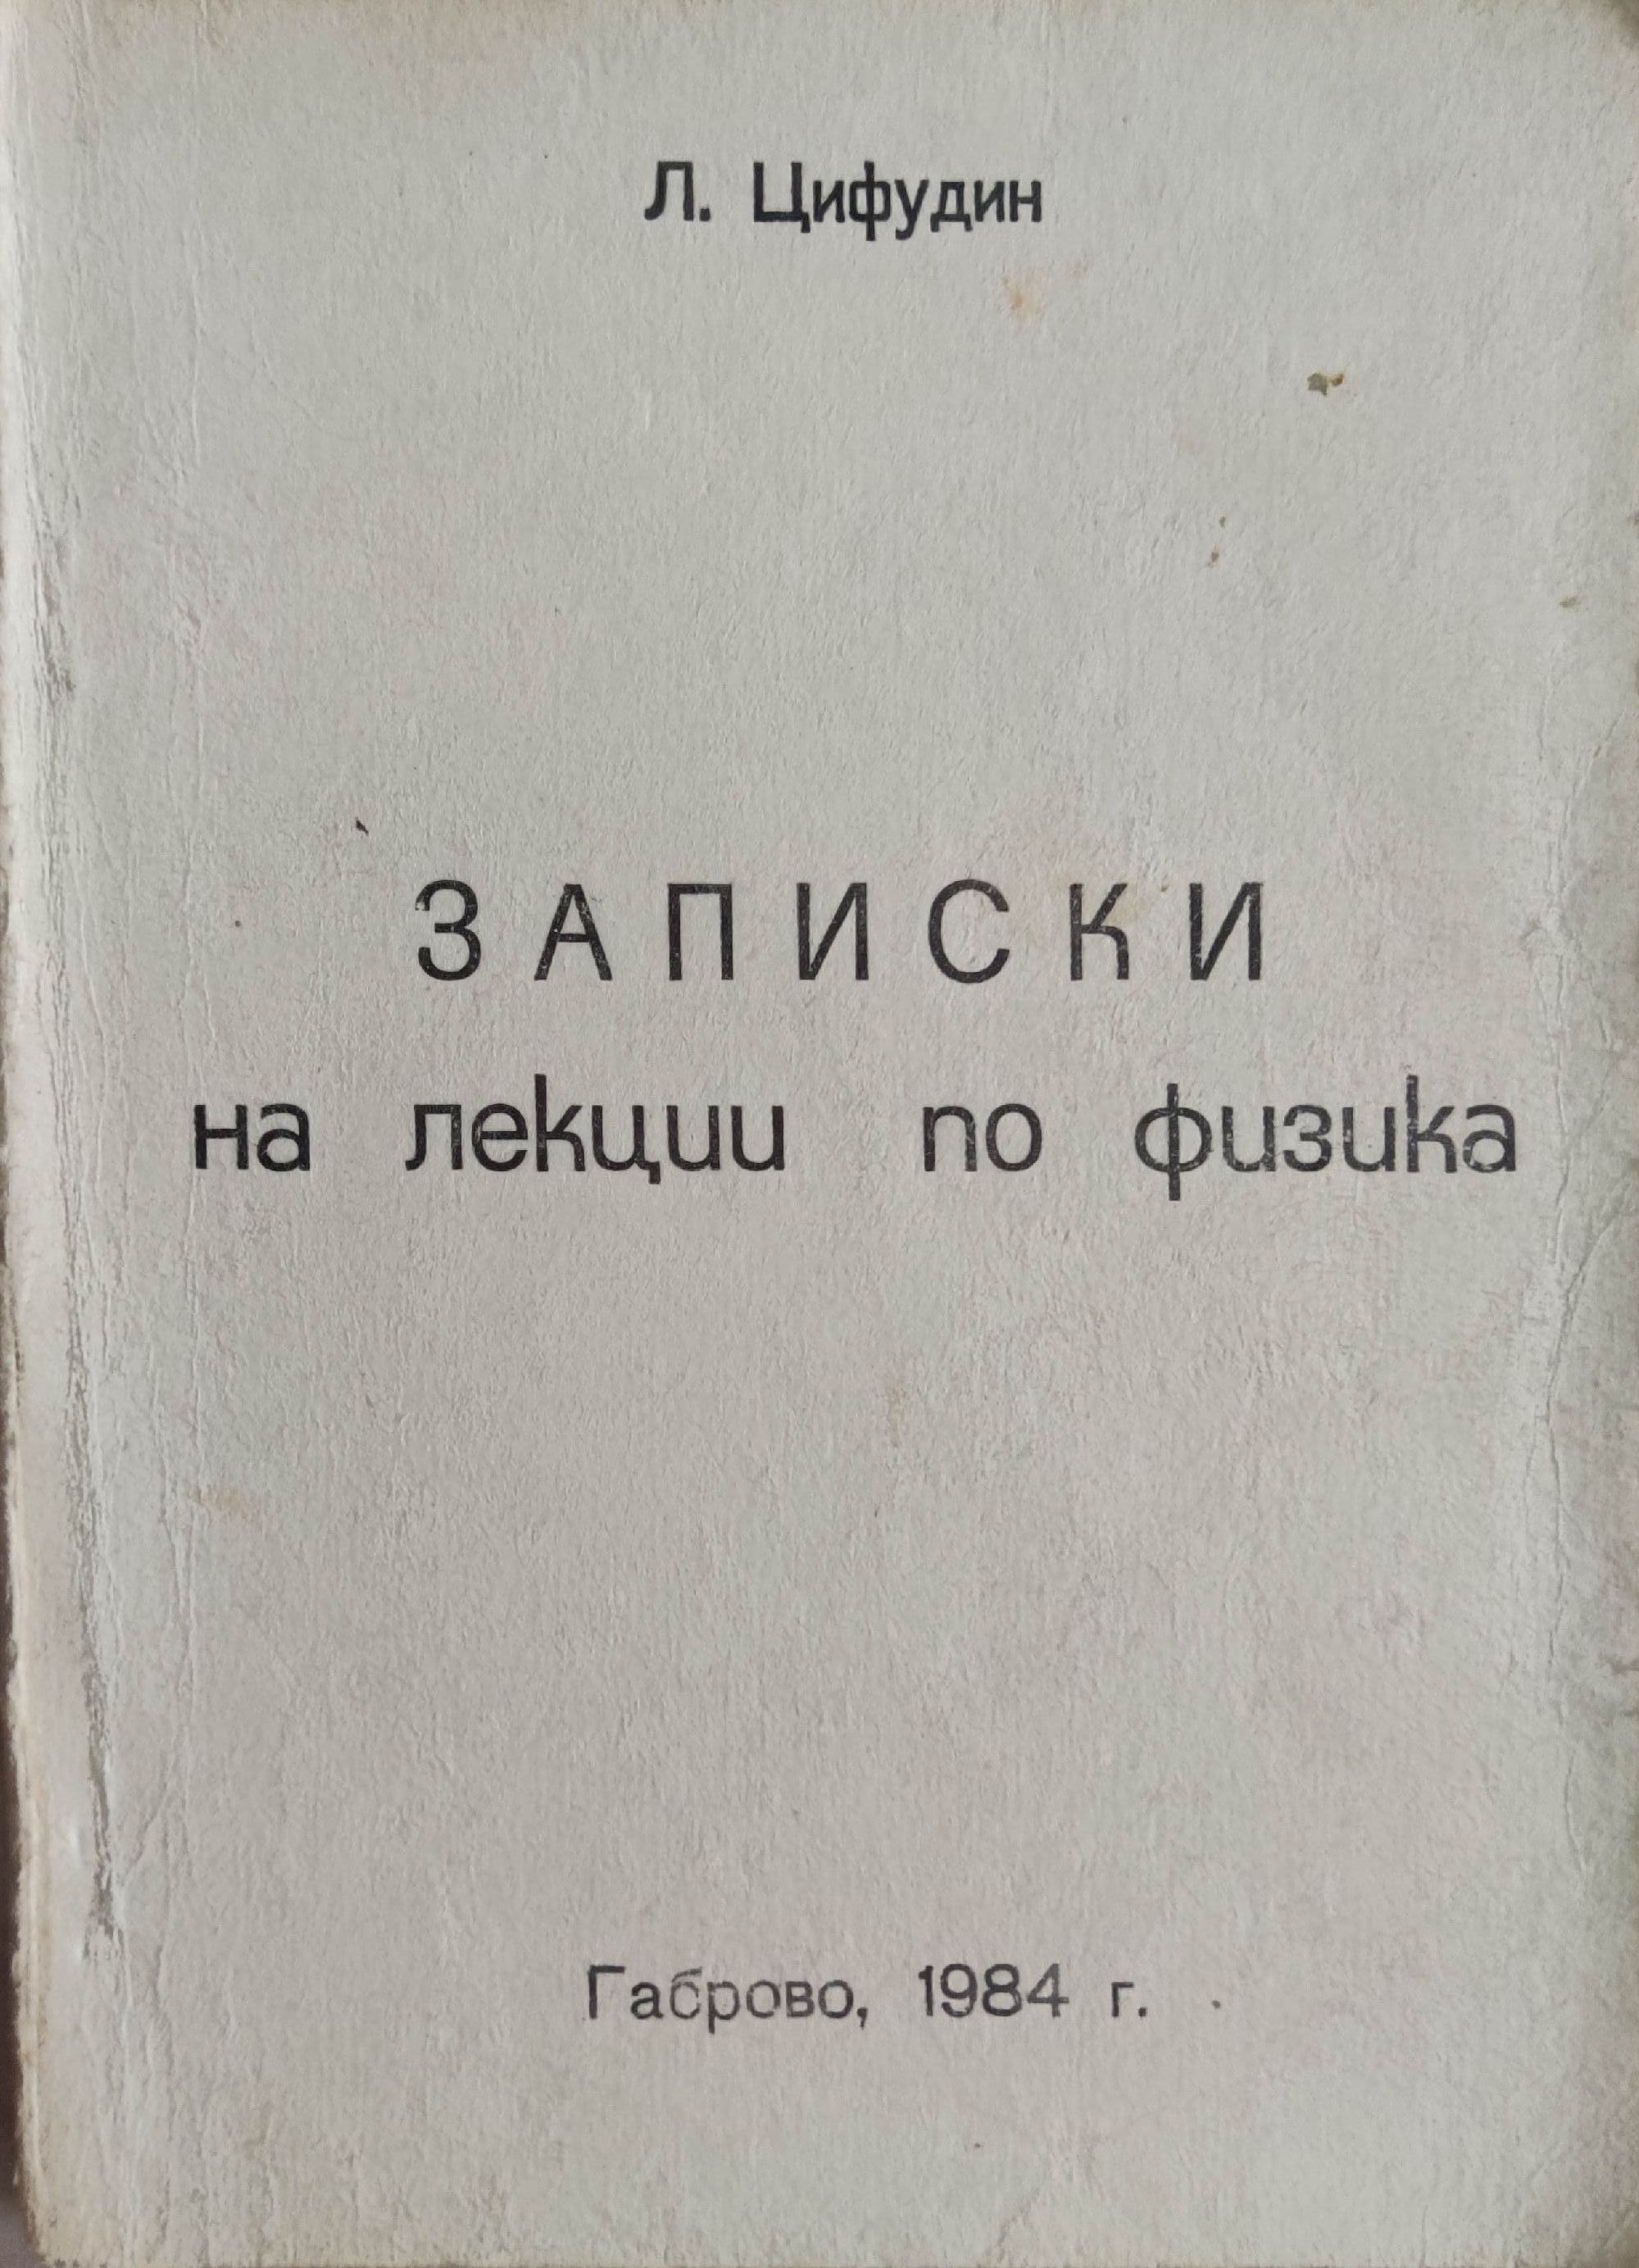 Л. Цифудин
ЗАПИСКИ
на лекции по физика
Габрово, 1984 г.